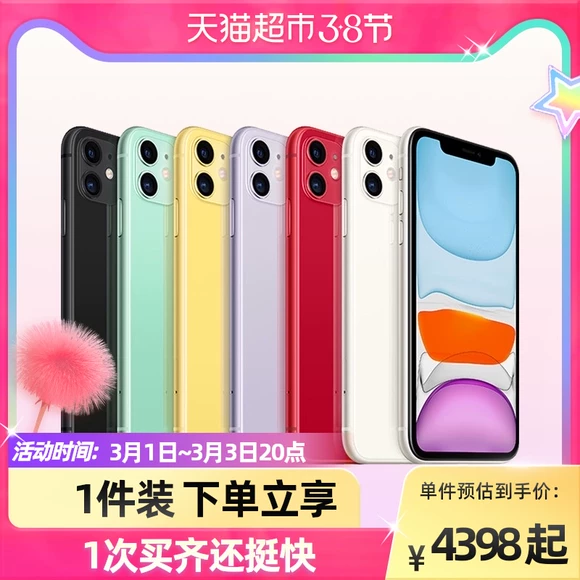 天猫超市38节
活动时间：3月1日~3月3日20点
1件装 下单立享
1次买齐还挺快
单件预估到手价：
¥4398起